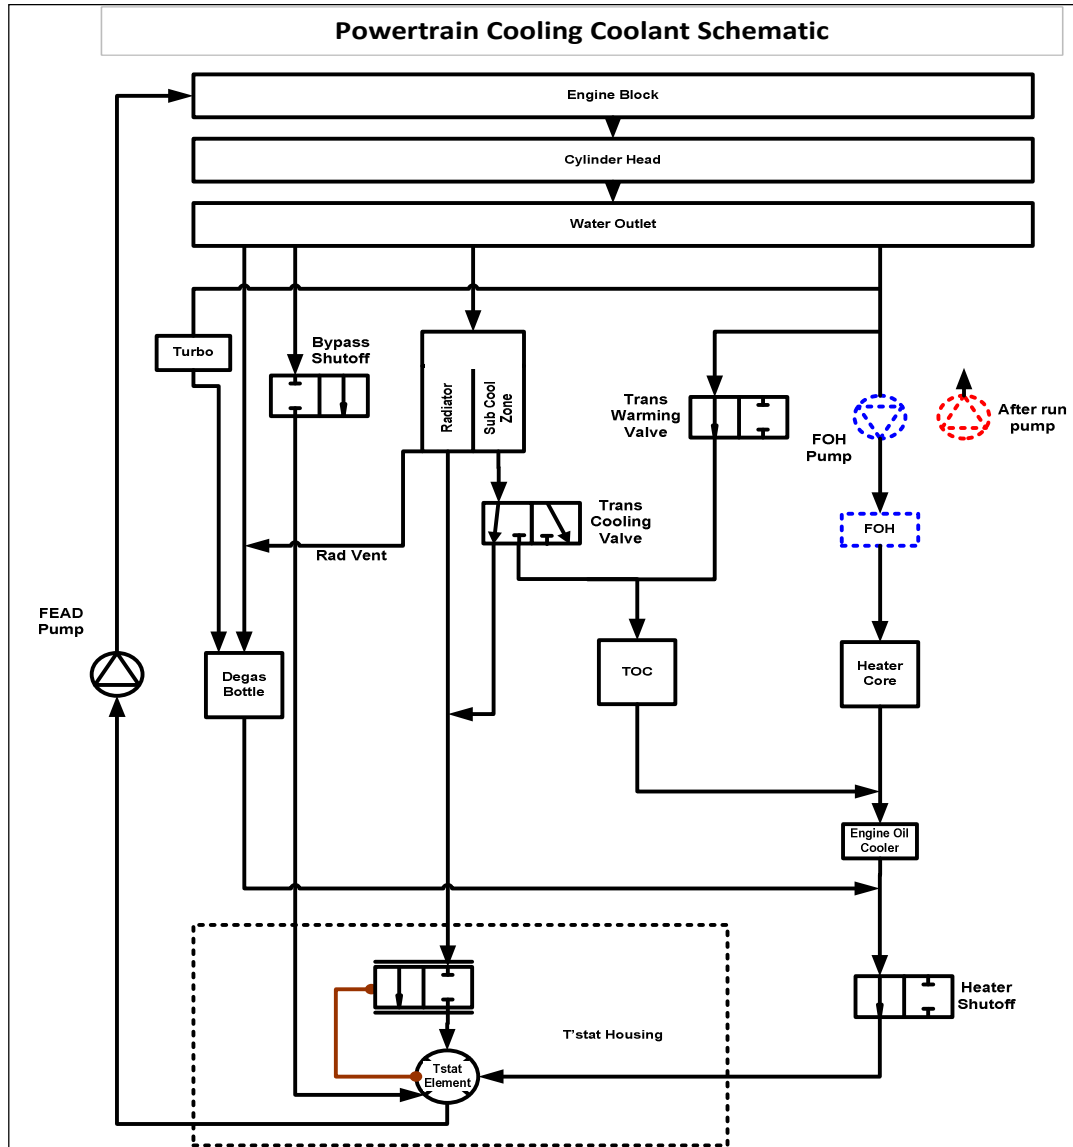 Powertrain Cooling Coolant Schematic
Engine Block
Cylinder Head
Water Outlet
Turbo
Bypass
Shutoff
Radiator
Sub Cool
Zone
Trans
Warming
Valve
FOH
Pump
After run
pump
Trans
Cooling
Valve
FOH
Rad Vent
FEAD
Pump
Degas
Bottle
TOC
Heater
Core
Engine Oil
Cooler
Heater
Shutoff
T'stat Housing
Tstat
Element